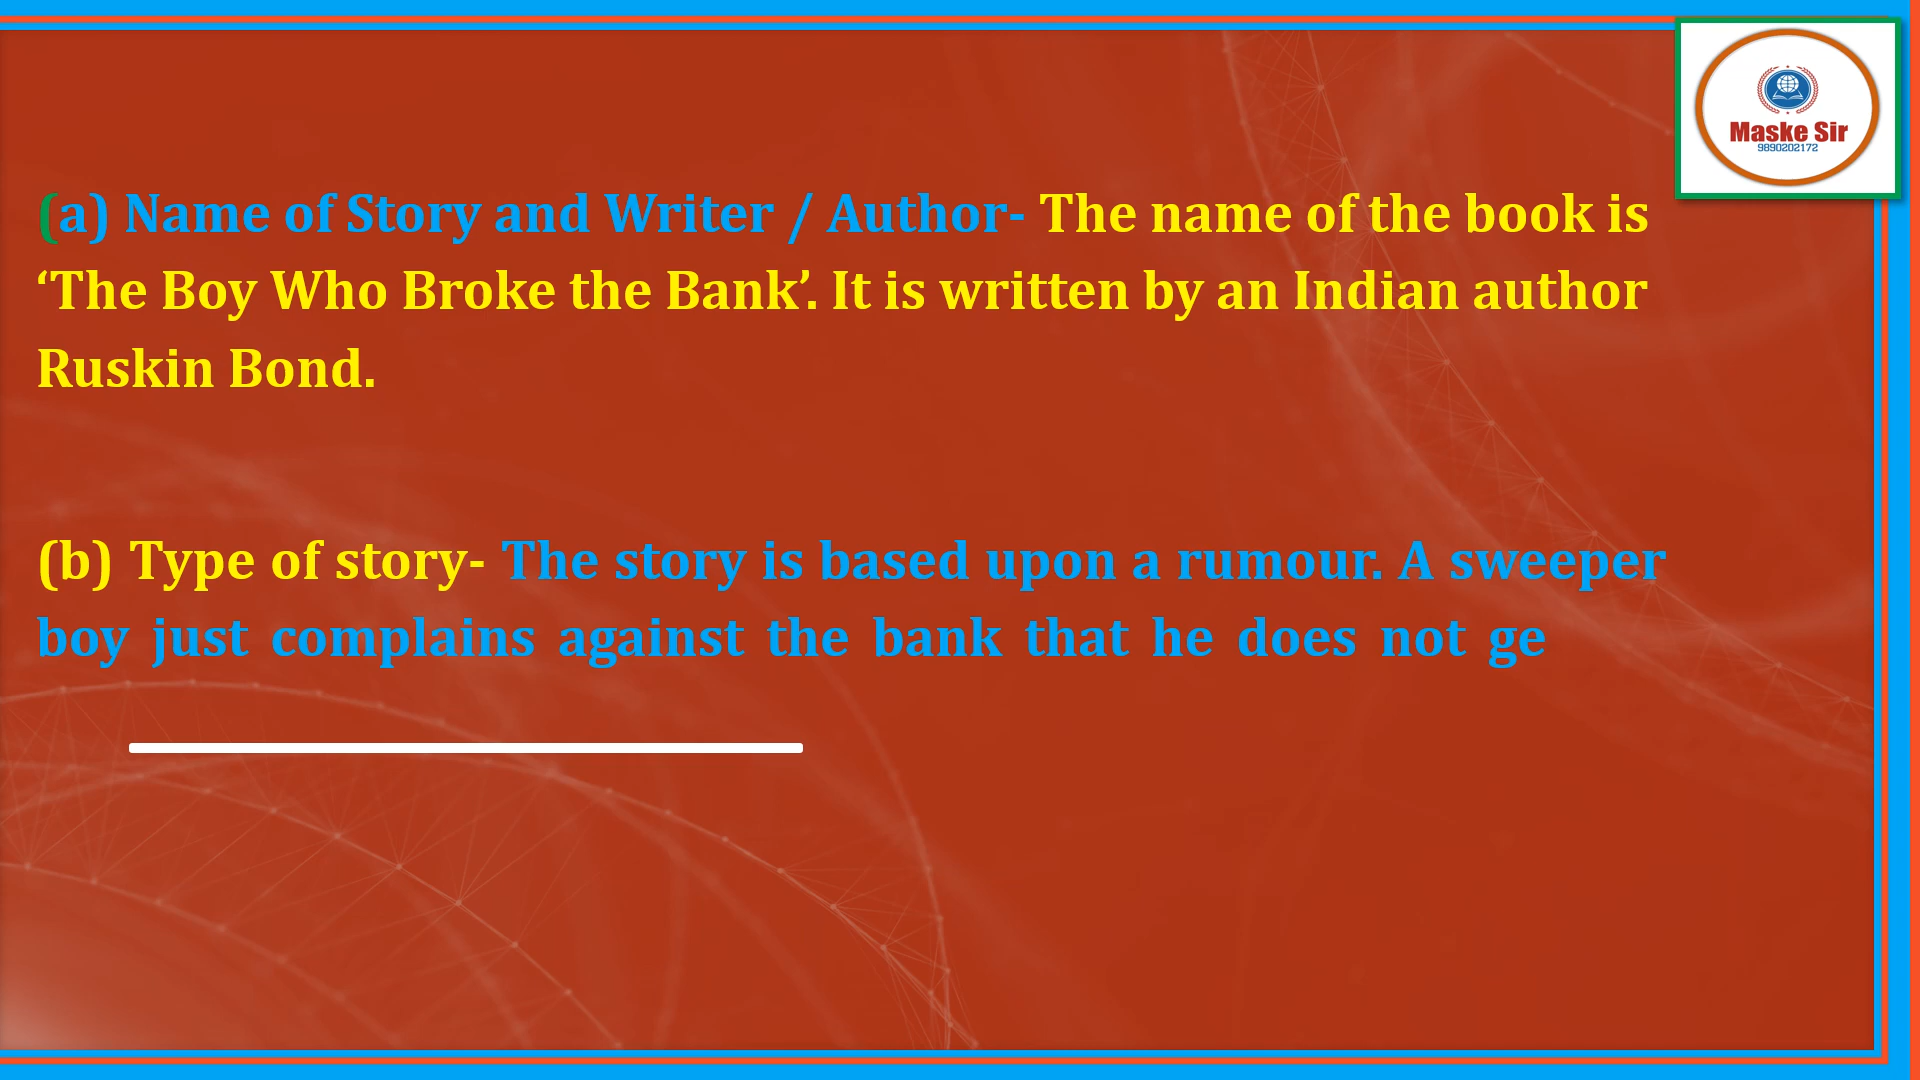 Maske Sir
9890202172
(a) Name of Story and Writer / Author- The name of the book is
‘The Boy Who Broke the Bank’. It is written by an Indian author
Ruskin Bond.
(b) Type of story- The story is based upon a rumour. A sweeper
boy just complains against the bank that he does not ge